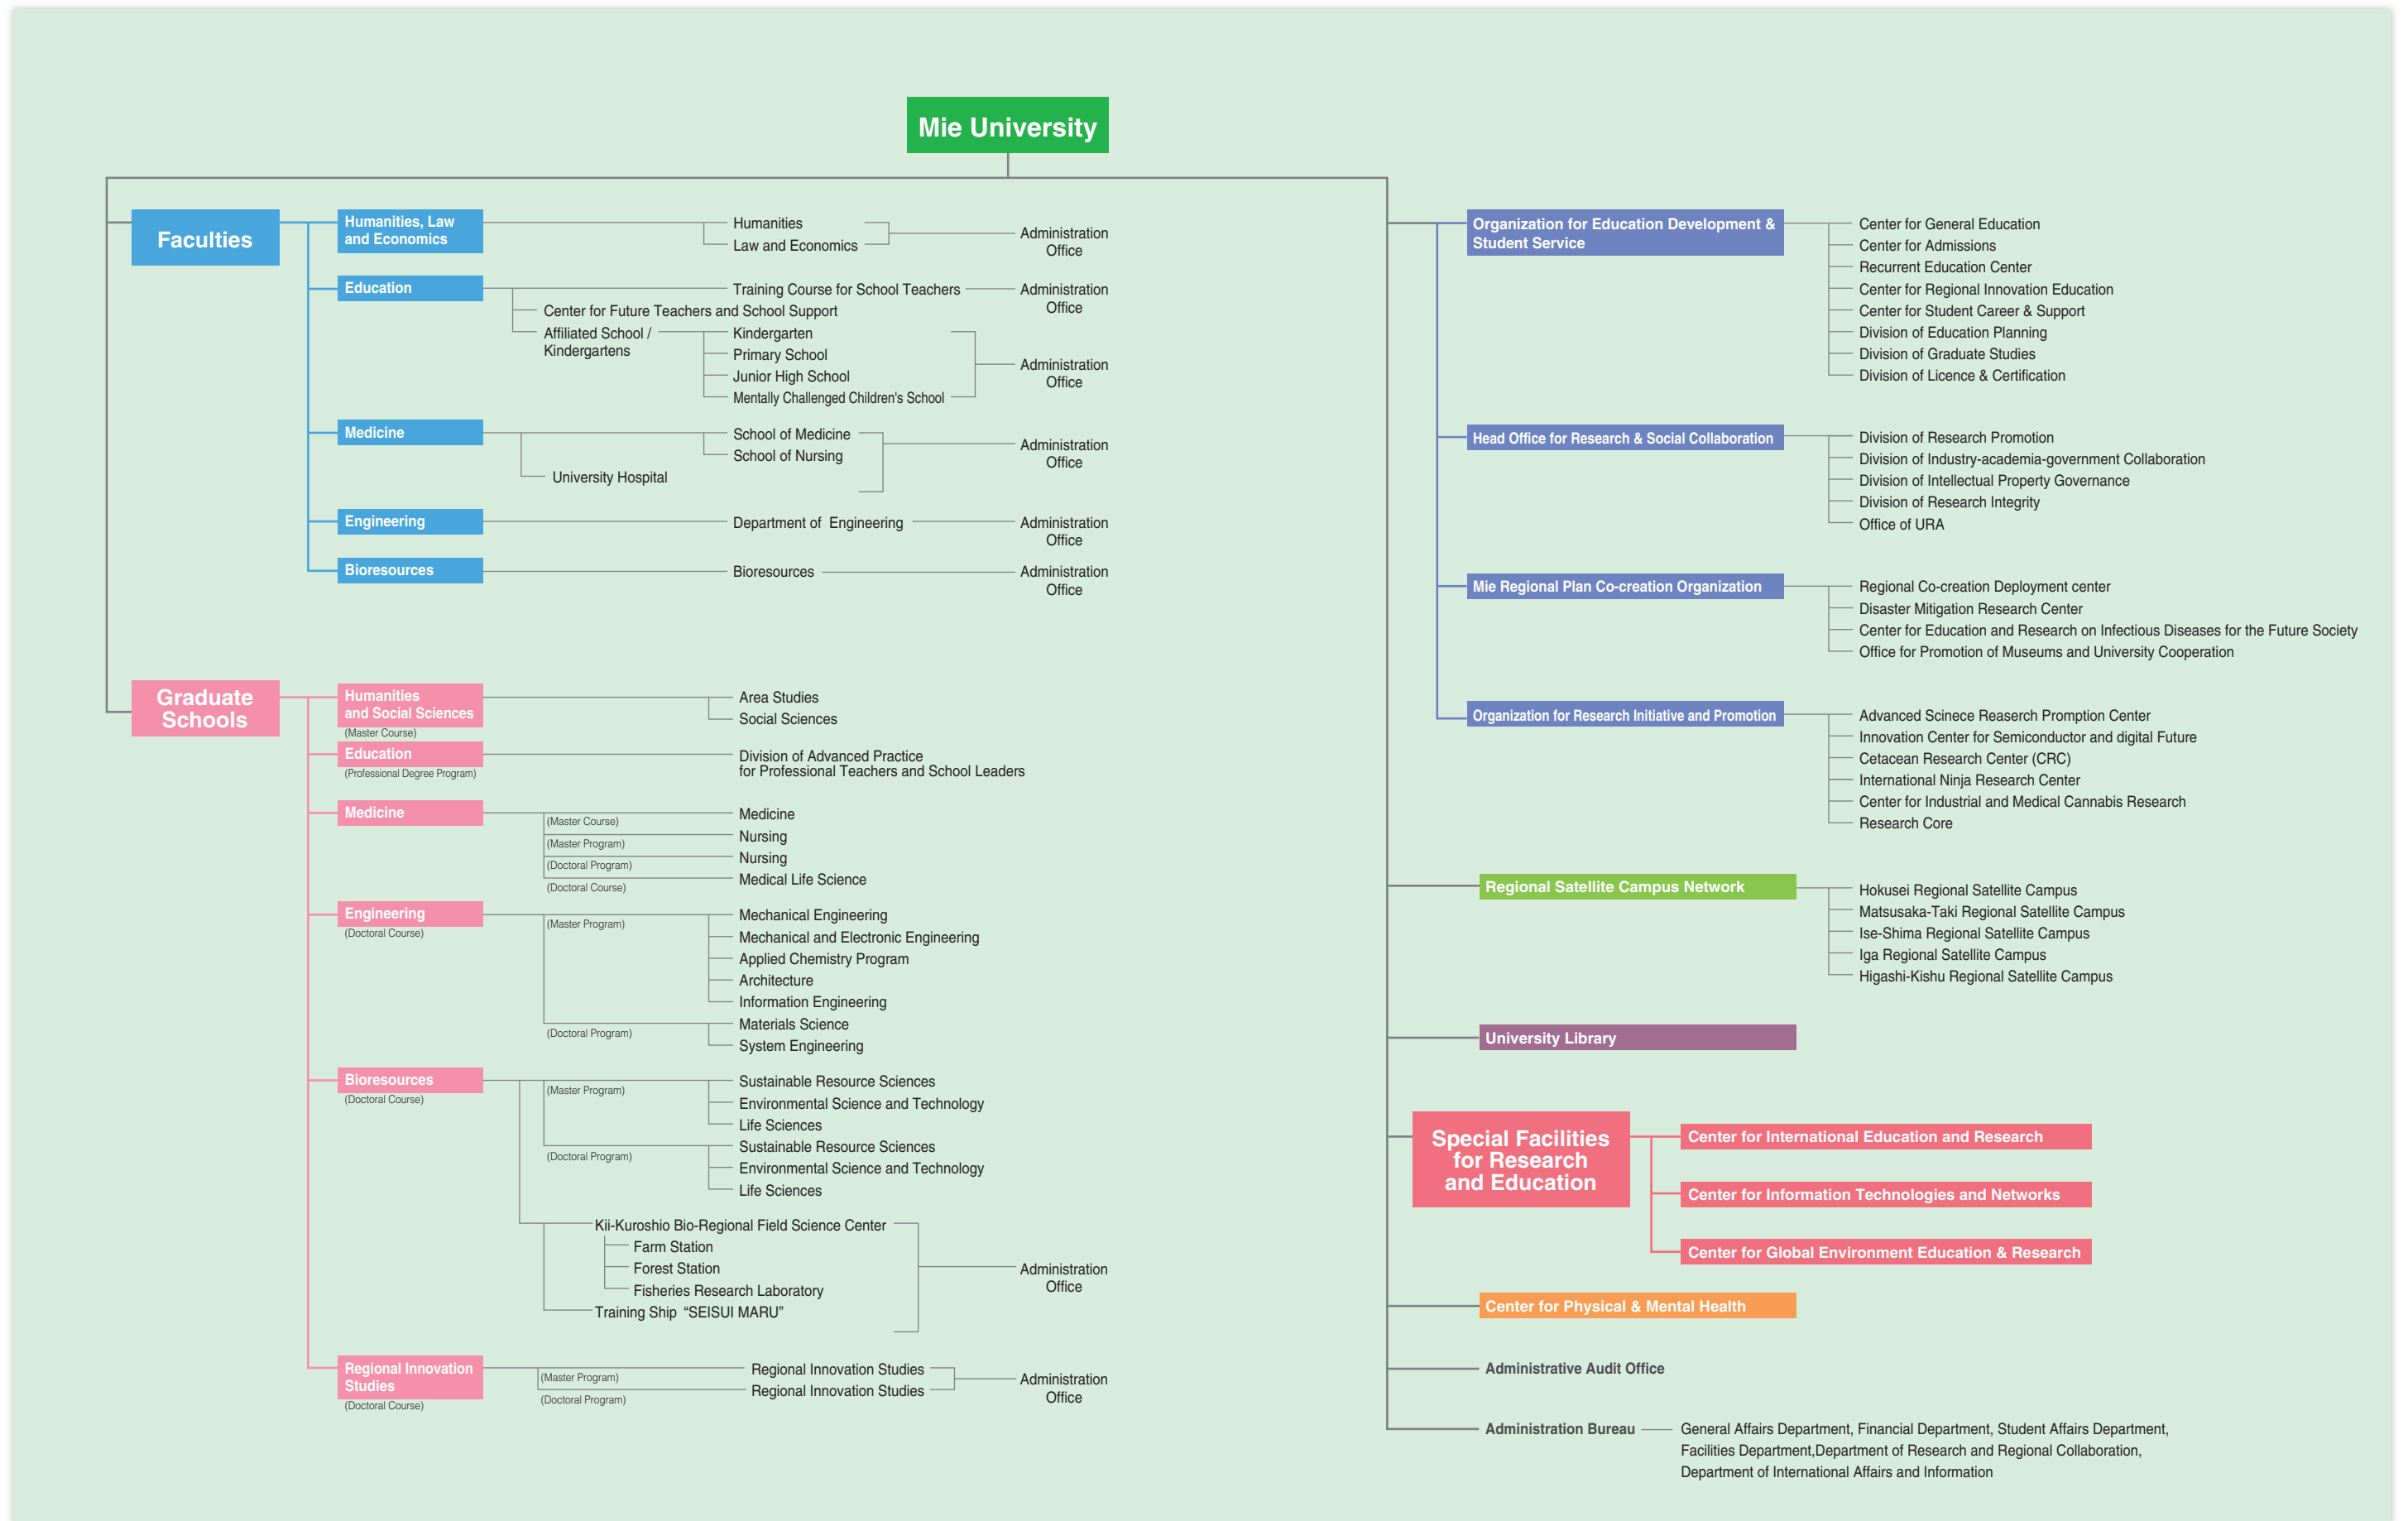 Mie University
Faculties
Humanities, Law
and Economics
Humanities
Law and Economics
Administration
Office
Education
Training Course for School Teachers
Administration
Office
Center for Future Teachers and School Support
Affiliated School /
Kindergartens
Kindergarten
Primary School
Junior High School
Mentally Challenged Children's School
Administration
Office
Medicine
School of Medicine
School of Nursing
University Hospital
Administration
Office
Engineering
Department of Engineering
Administration
Office
Bioresources
Bioresources
Administration
Office
Graduate
Schools
Humanities
and Social Sciences
(Master Course)
Area Studies
Social Sciences
Education
(Professional Degree Program)
Division of Advanced Practice
for Professional Teachers and School Leaders
Medicine
(Master Course)
Medicine
(Master Program)
Nursing
(Doctoral Program)
Nursing
(Doctoral Course)
Medical Life Science
Engineering
(Doctoral Course)
(Master Program)
Mechanical Engineering
Mechanical and Electronic Engineering
Applied Chemistry Program
Architecture
Information Engineering
(Doctoral Program)
Materials Science
System Engineering
Bioresources
(Doctoral Course)
(Master Program)
Sustainable Resource Sciences
Environmental Science and Technology
Life Sciences
(Doctoral Program)
Sustainable Resource Sciences
Environmental Science and Technology
Life Sciences
Kii-Kuroshio Bio-Regional Field Science Center
Farm Station
Forest Station
Fisheries Research Laboratory
Training Ship “SEISUI MARU”
Administration
Office
Regional Innovation
Studies
(Doctoral Course)
(Master Program)
Regional Innovation Studies
(Doctoral Program)
Regional Innovation Studies
Administration
Office
Organization for Education Development &
Student Service
Center for General Education
Center for Admissions
Recurrent Education Center
Center for Regional Innovation Education
Center for Student Career & Support
Division of Education Planning
Division of Graduate Studies
Division of Licence & Certification
Head Office for Research & Social Collaboration
Division of Research Promotion
Division of Industry-academia-government Collaboration
Division of Intellectual Property Governance
Division of Research Integrity
Office of URA
Mie Regional Plan Co-creation Organization
Regional Co-creation Deployment center
Disaster Mitigation Research Center
Center for Education and Research on Infectious Diseases for the Future Society
Office for Promotion of Museums and University Cooperation
Organization for Research Initiative and Promotion
Advanced Scinece Reaserch Promption Center
Innovation Center for Semiconductor and digital Future
Cetacean Research Center (CRC)
International Ninja Research Center
Center for Industrial and Medical Cannabis Research
Research Core
Regional Satellite Campus Network
Hokusei Regional Satellite Campus
Matsusaka-Taki Regional Satellite Campus
Ise-Shima Regional Satellite Campus
Iga Regional Satellite Campus
Higashi-Kishu Regional Satellite Campus
University Library
Special Facilities
for Research
and Education
Center for International Education and Research
Center for Information Technologies and Networks
Center for Global Environment Education & Research
Center for Physical & Mental Health
Administrative Audit Office
Administration Bureau
General Affairs Department, Financial Department, Student Affairs Department,
Facilities Department,Department of Research and Regional Collaboration,
Department of International Affairs and Information